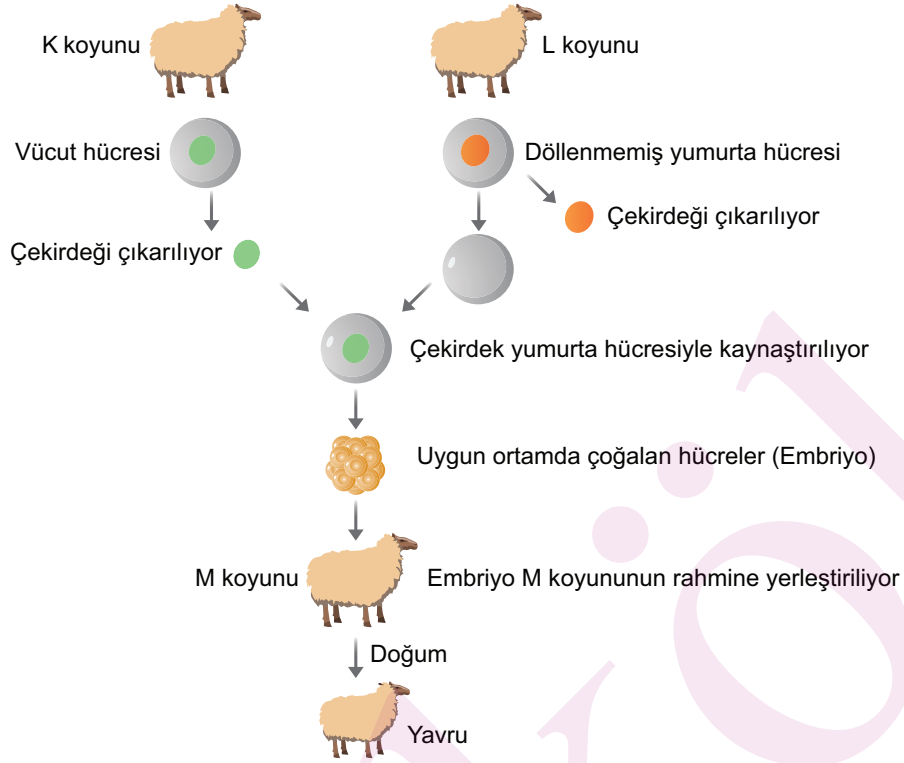 K koyunu
L koyunu
Vücut hücresi
Döllenmemiş yumurta hücresi
Çekirdeği çıkarılıyor
Çekirdeği çıkarılıyor
Çekirdek yumurta hücresiyle kaynaştırılıyor
Uygun ortamda çoğalan hücreler (Embriyo)
M koyunu
Embriyo M koyununun rahmine yerleştiriliyor
Doğum
Yavru